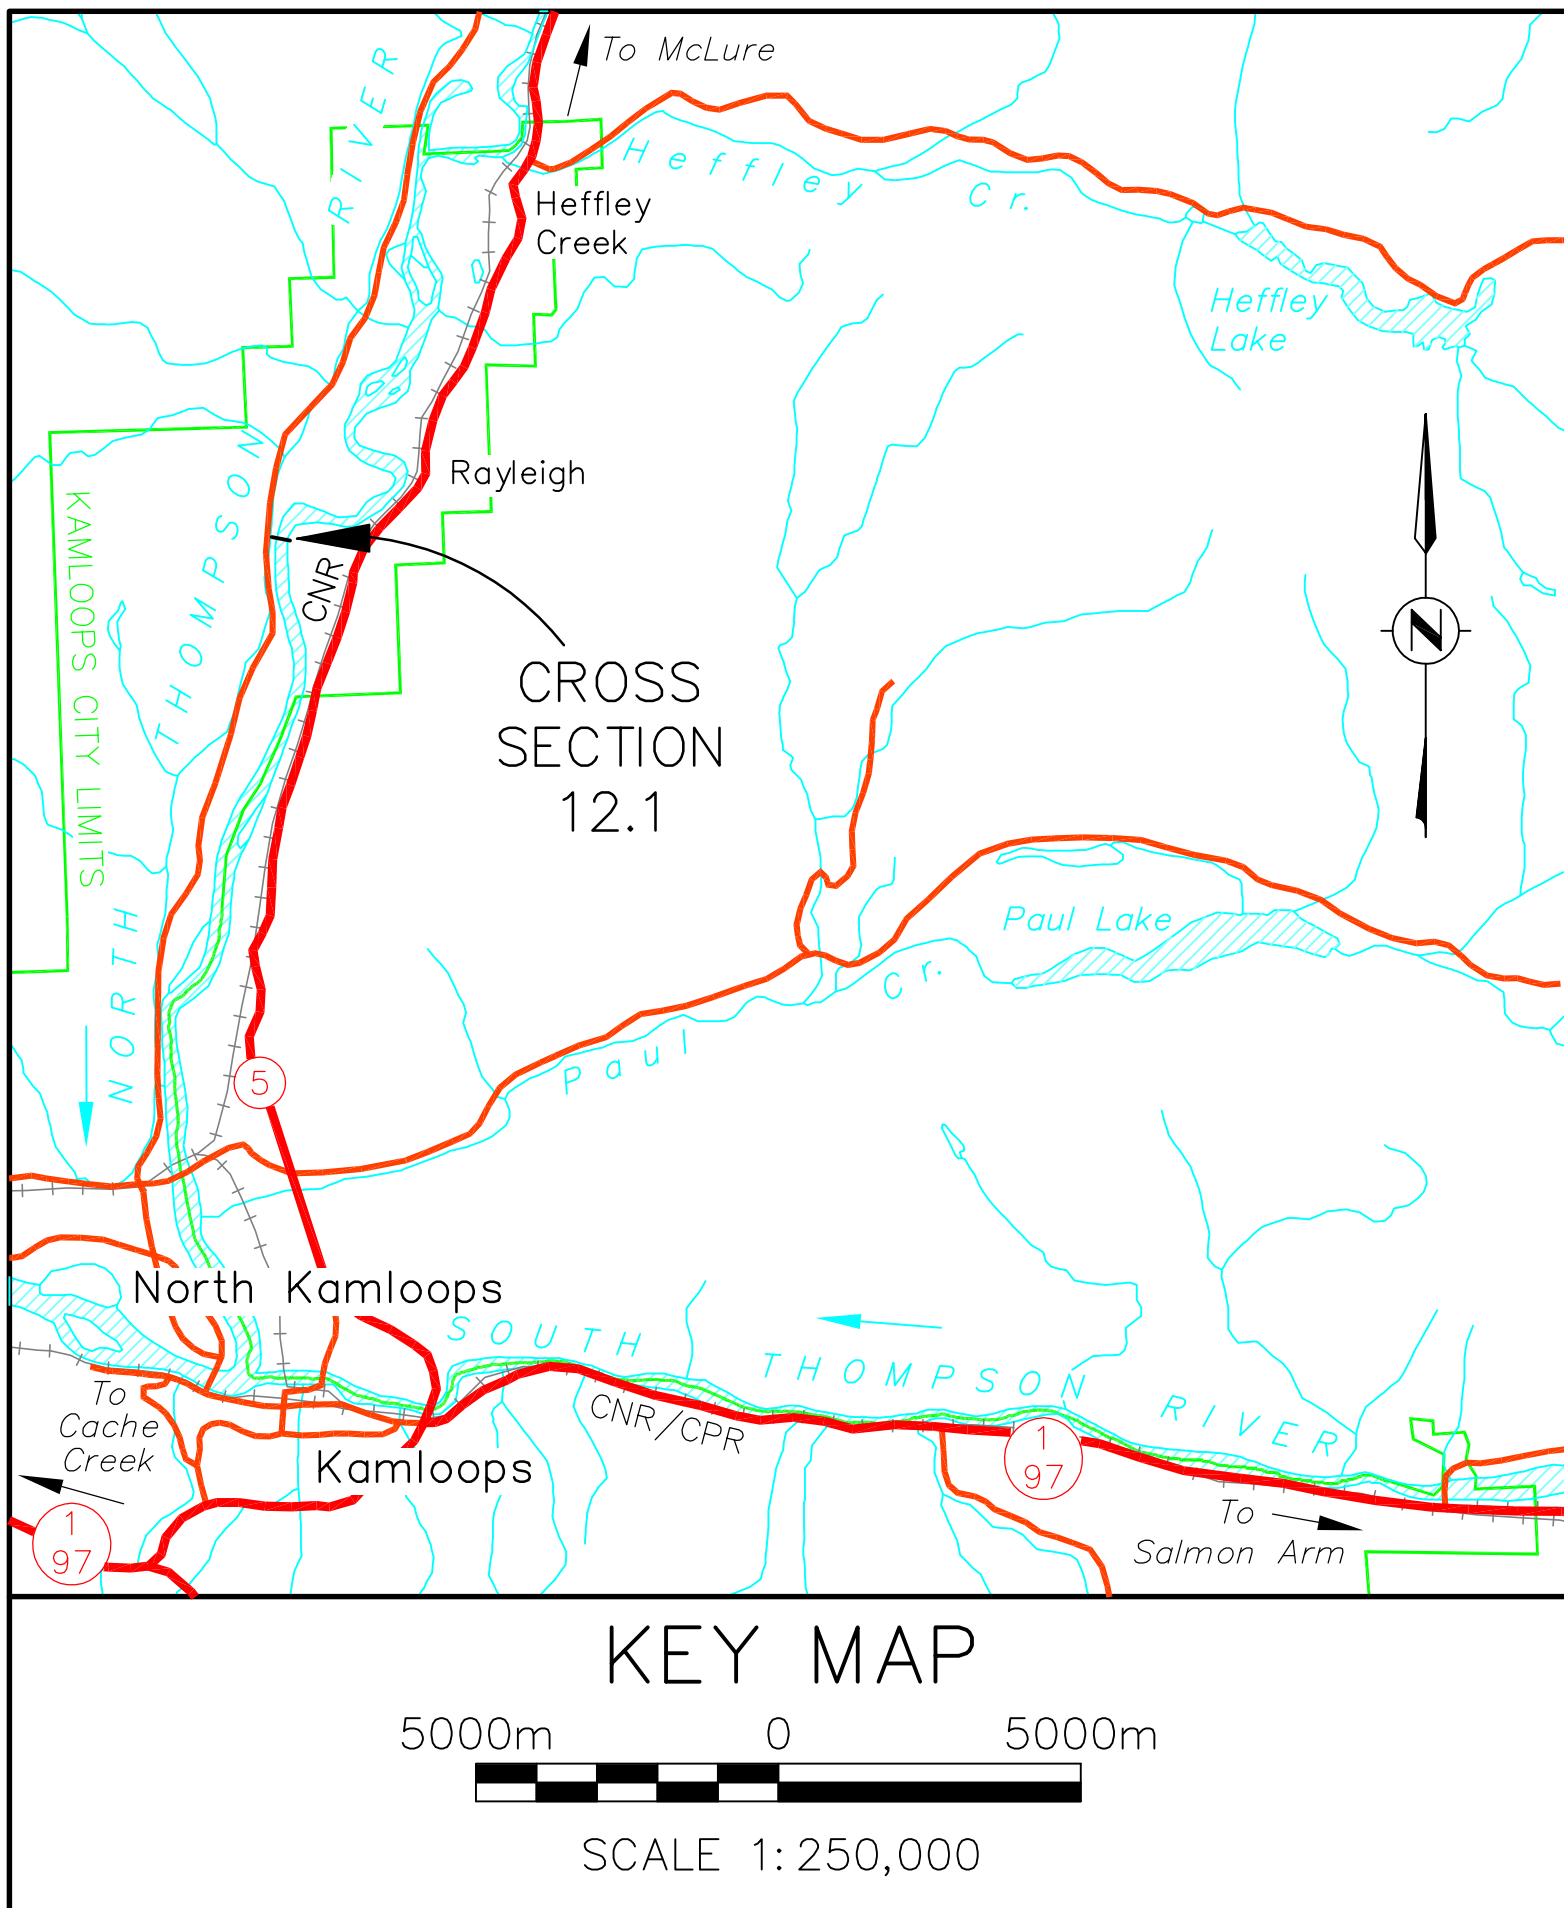 To McLure
RIVER
Heffley Cr.
Heffley
Creek
Heffley
Lake
THOMPSON
Rayleigh
KAMLOOPS CITY LIMITS
CNR
N
CROSS
SECTION
12.1
Paul Lake
NORTH
Paul Cr.
5
North Kamloops
SOUTH THOMPSON RIVER
To
Cache
Creek
CNR/CPR
Kamloops
1
97
1
97
To
Salmon Arm
KEY MAP
5000m 0 5000m
SCALE 1:250,000